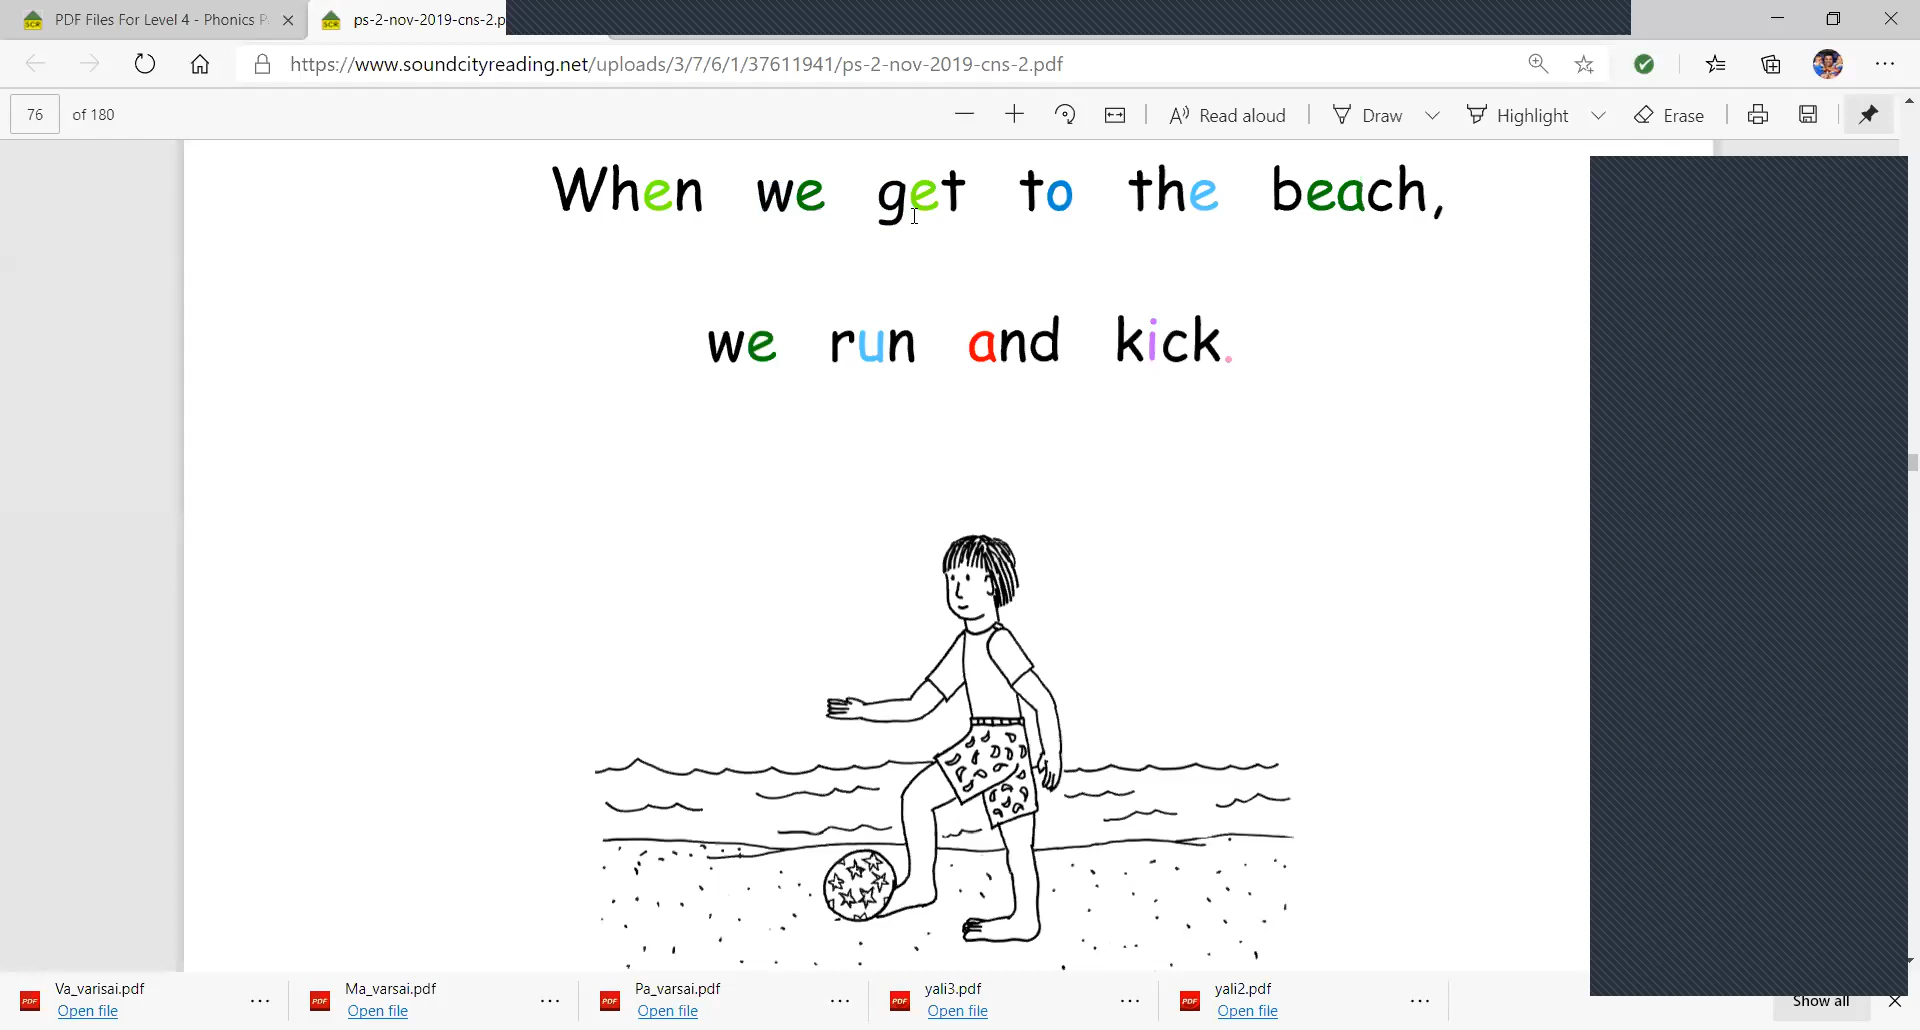 PDF Files For Level 4 - Phonics P
ps-2-nov-2019-cns-2.p
https://www.soundcityreading.net/uploads/3/7/6/1/37611941/ps-2-nov-2019-cns-2.pdf
76 of 180
Read aloud
Draw
Highlight
Erase
When we get to the beach,
we run and kick.
Va_varisai.pdf
Open file
Ma_varsai.pdf
Open file
Pa_varsai.pdf
Open file
yali3.pdf
Open file
yali2.pdf
Open file
Show all